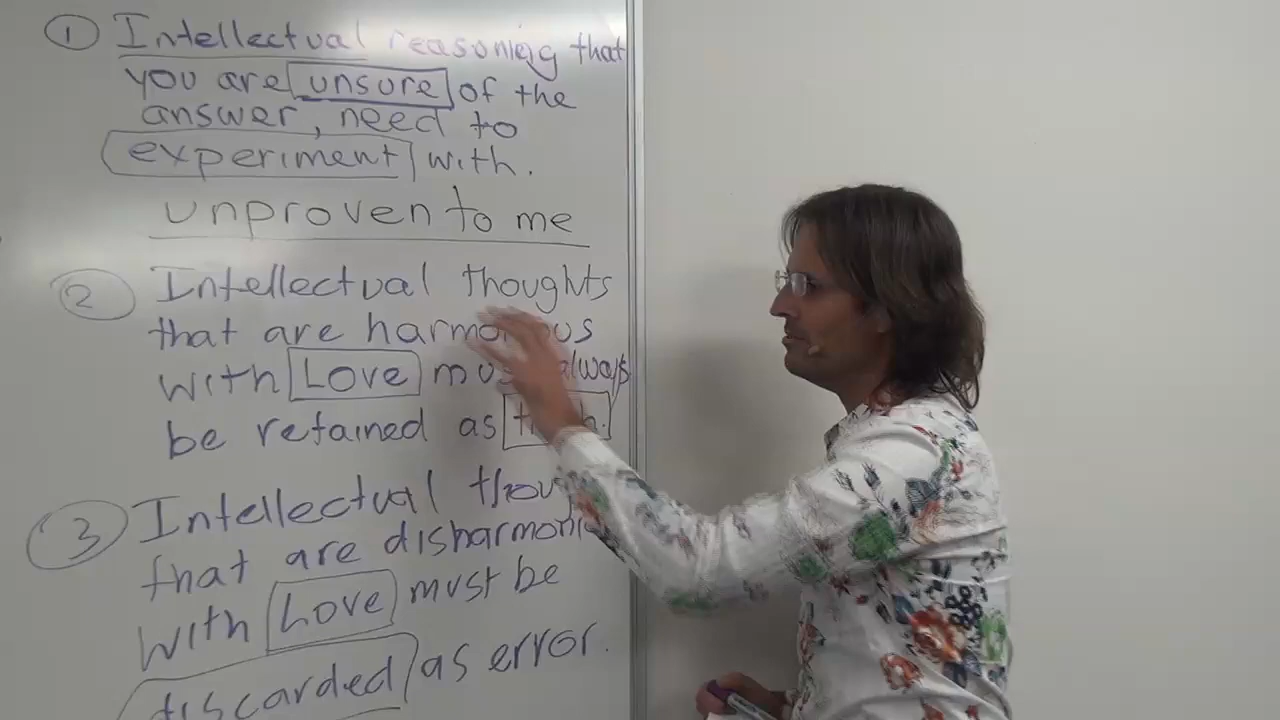 ① Intellectual reasoning that
you are unsure of the
answer, need to
experiment with.
unproven to me
② Intellectual thoughts
that are harmonious
with Love must always
be retained as truth.
③ Intellectual thou
that are disharmoni
with Love must be
discarded as error.